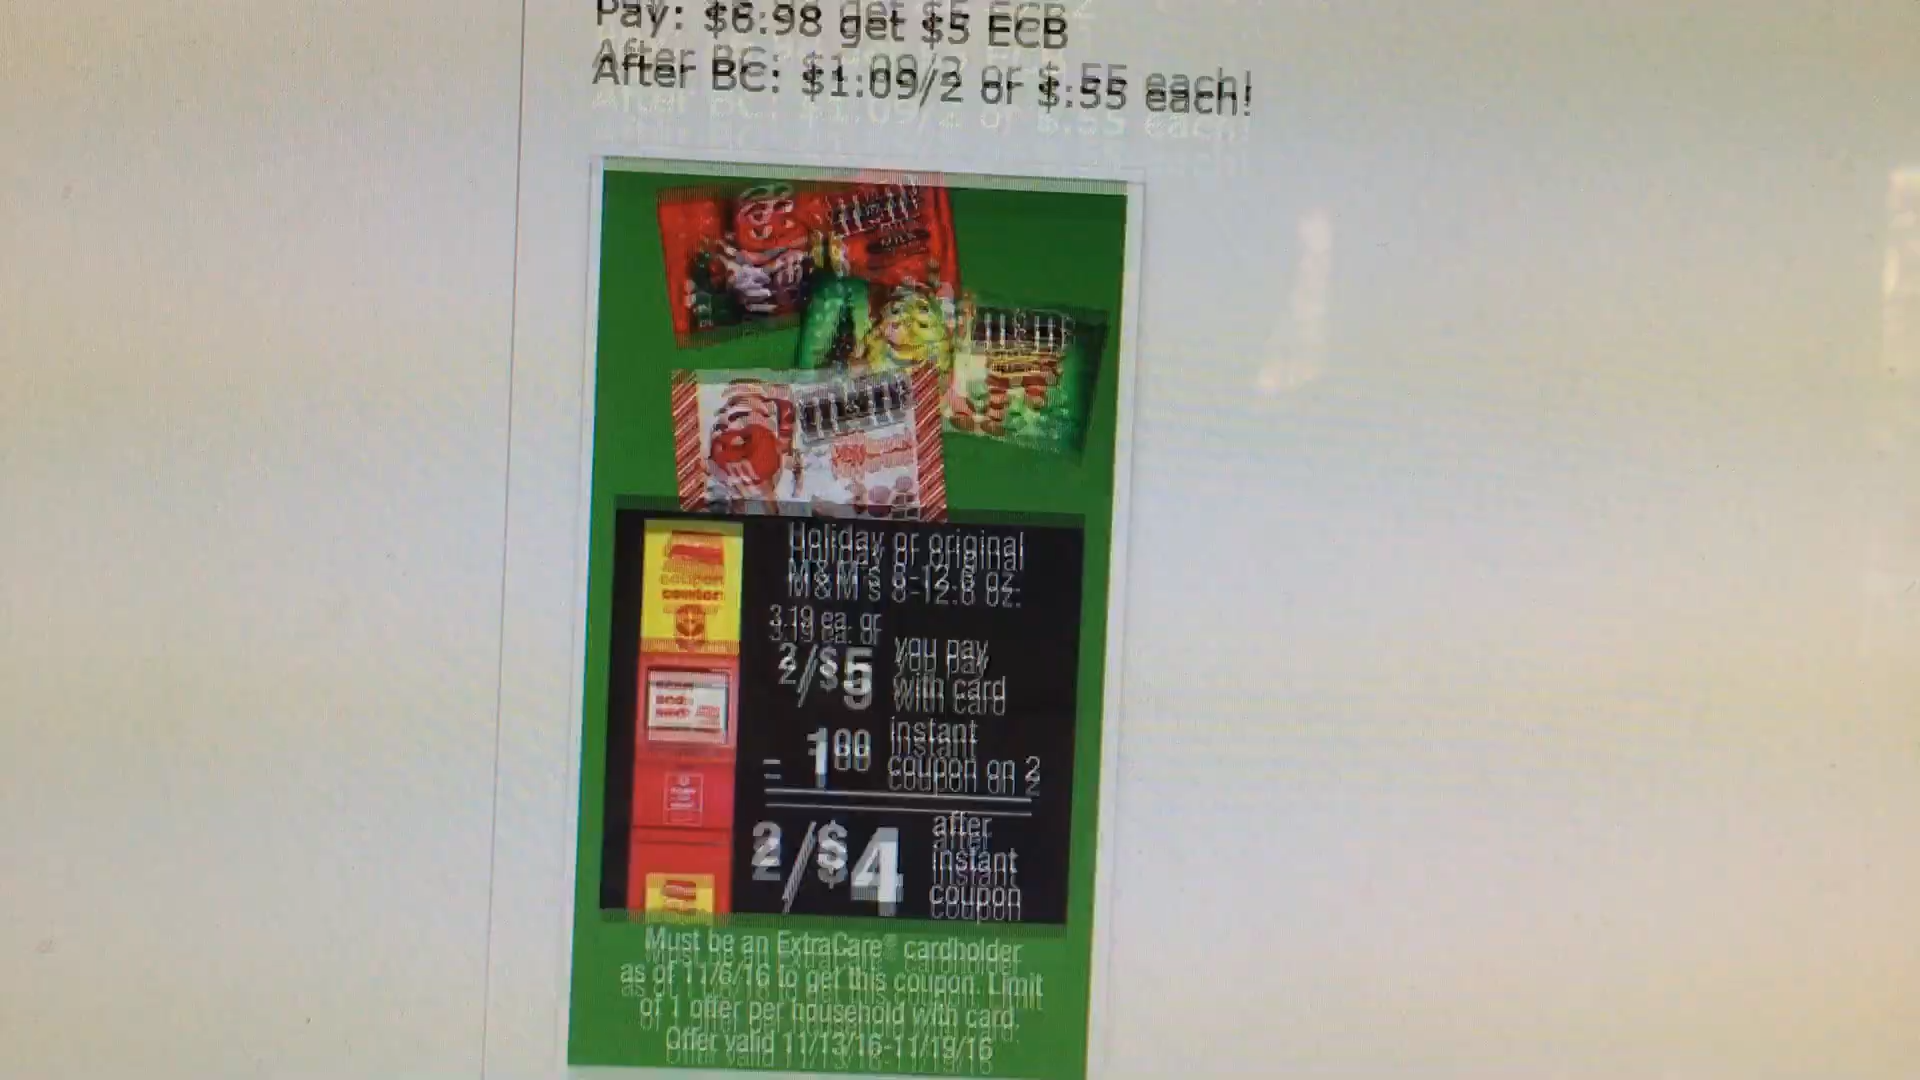 Pay: $6.98 get $5 ECB
After BC: $1.09/2 or $.55 each!
MILK
coupon
center
Holiday or original
M&M's 8-12.6 oz.
3.19 ea. or
2/$5 you pay with card
- 1.00 instant coupon on 2
2/$4 after instant coupon
Must be an ExtraCare® cardholder
as of 11/6/16 to get this coupon. Limit
of 1 offer per household with card.
Offer valid 11/13/16-11/19/16